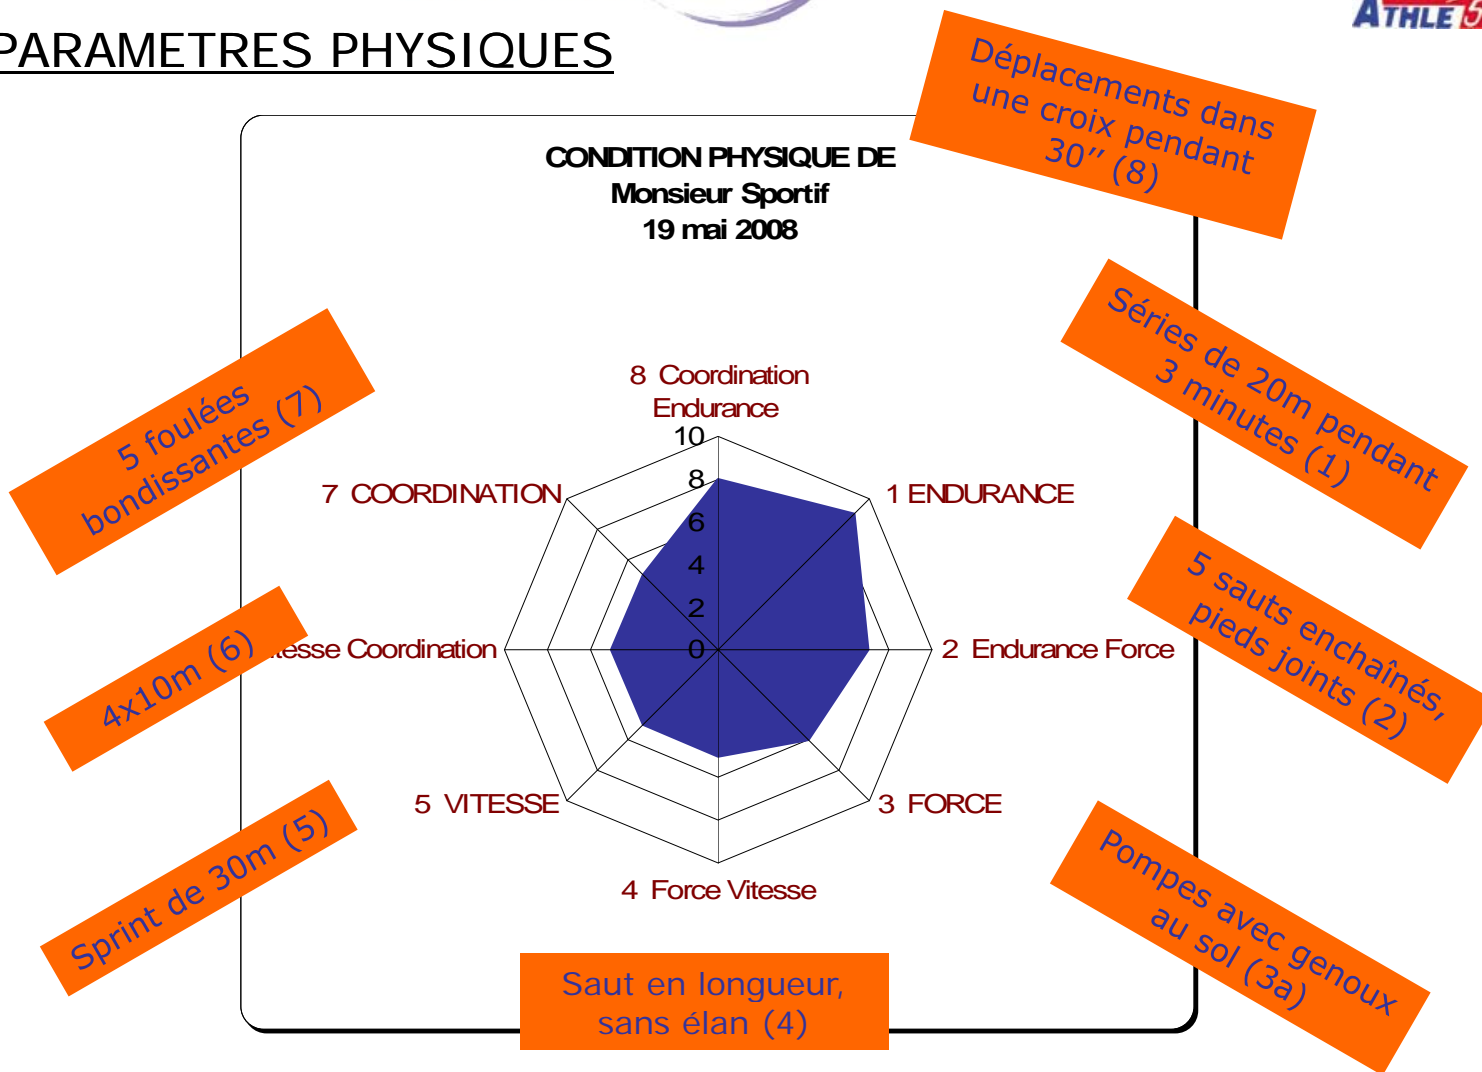 PARAMETRES PHYSIQUES
ATHLE 5
Déplacements dans
une croix pendant
30’’ (8)
CONDITION PHYSIQUE DE
Monsieur Sportif
19 mai 2008
Séries de 20m pendant
3 minutes (1)
5 foulées
bondissantes (7)
8 Coordination
Endurance
10
8
6
4
2
0
7 COORDINATION
1 ENDURANCE
5 sauts enchaînés,
pieds joints (2)
4x10m (6)
tesse Coordination
2 Endurance Force
5 VITESSE
3 FORCE
Sprint de 30m (5)
4 Force Vitesse
Pompes avec genoux
au sol (3a)
Saut en longueur,
sans élan (4)